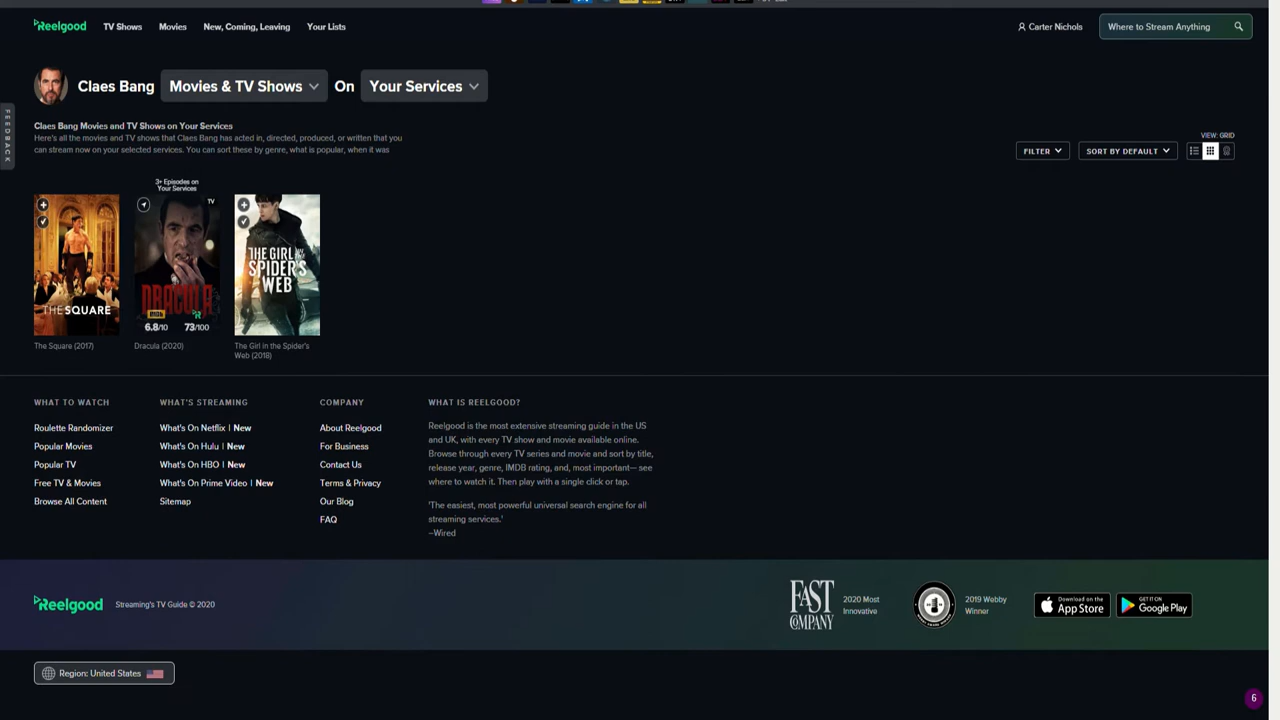 Reelgood TV Shows Movies New, Coming, Leaving Your Lists Carter Nichols Where to Stream Anything
Claes Bang Movies & TV Shows On Your Services
FEEDBACK
Claes Bang Movies and TV Shows on Your Services
Here's all the movies and TV shows that Claes Bang has acted in, directed, produced, or written that you
can stream now on your selected services. You can sort these by genre, what is popular, when it was
VIEW: GRID
FILTER SORT BY DEFAULT
3+ Episodes on
Your Services
TV
THE SQUARE
DRACULA
IMDb
6.8/10 73/100
THE GIRL IN THE
SPIDER'S
WEB
The Square (2017)
Dracula (2020)
The Girl in the Spider's
Web (2018)
WHAT TO WATCH
Roulette Randomizer
Popular Movies
Popular TV
Free TV & Movies
Browse All Content
WHAT'S STREAMING
What's On Netflix | New
What's On Hulu | New
What's On HBO | New
What's On Prime Video | New
Sitemap
COMPANY
About Reelgood
For Business
Contact Us
Terms & Privacy
Our Blog
FAQ
WHAT IS REELGOOD?
Reelgood is the most extensive streaming guide in the US
and UK, with every TV show and movie available online.
Browse through every TV series and movie and sort by title,
release year, genre, IMDB rating, and, most important— see
where to watch it. Then play with a single click or tap.
'The easiest, most powerful universal search engine for all
streaming services.'
–Wired
Reelgood Streaming's TV Guide © 2020
FAST
COMPANY
2020 Most
Innovative
2019 Webby
Winner
Download on the
App Store
GET IT ON
Google Play
Region: United States
6